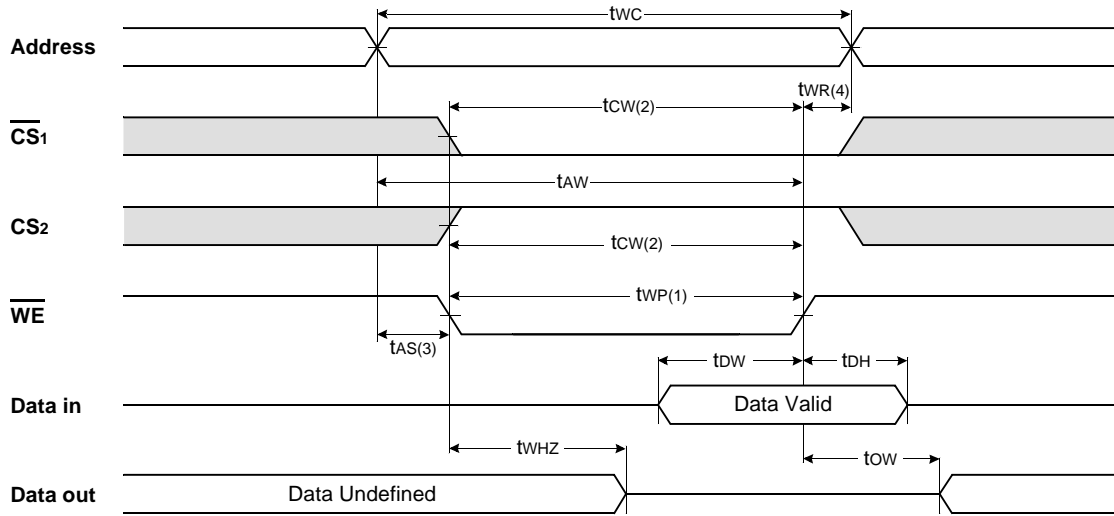 tWC
Address
tCW(2)
tWR(4)
CS1
tAW
CS2
tCW(2)
tWP(1)
WE
tAS(3)
tDW
tDH
Data in
Data Valid
tWHZ
tOW
Data out
Data Undefined